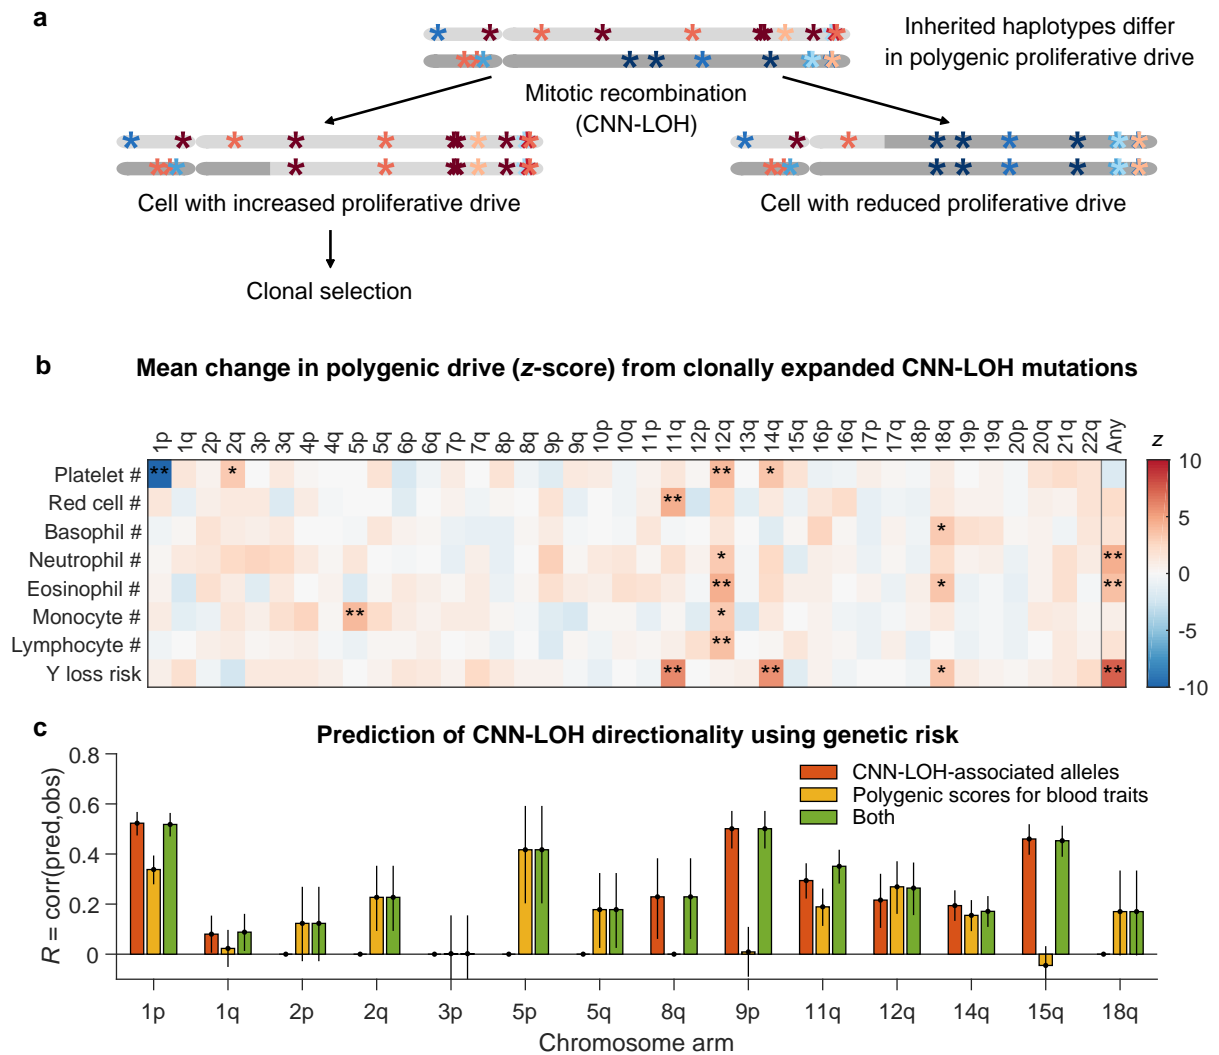 a
Inherited haplotypes differ
in polygenic proliferative drive
Mitotic recombination
(CNN-LOH)
Cell with increased proliferative drive
Cell with reduced proliferative drive
Clonal selection
b
Mean change in polygenic drive (z-score) from clonally expanded CNN-LOH mutations
1p 1q 2p 2q 3p 3q 4p 4q 5p 5q 6p 6q 7p 7q 8p 8q 9p 9q 10p 10q 11p 11q 12p 12q 13q 14q 15q 16p 16q 17p 17q 18p 18q 19p 19q 20p 20q 21q 22q Any
z
Platelet # ** * ** *
Red cell # **
Basophil # *
Neutrophil # * **
Eosinophil # ** * **
Monocyte # ** *
Lymphocyte # **
Y loss risk ** ** * **
10
5
0
-5
-10
c
Prediction of CNN-LOH directionality using genetic risk
R = corr(pred,obs)
0.8
0.6
0.4
0.2
0
CNN-LOH-associated alleles
Polygenic scores for blood traits
Both
1p 1q 2p 2q 3p 5p 5q 8q 9p 11q 12q 14q 15q 18q
Chromosome arm